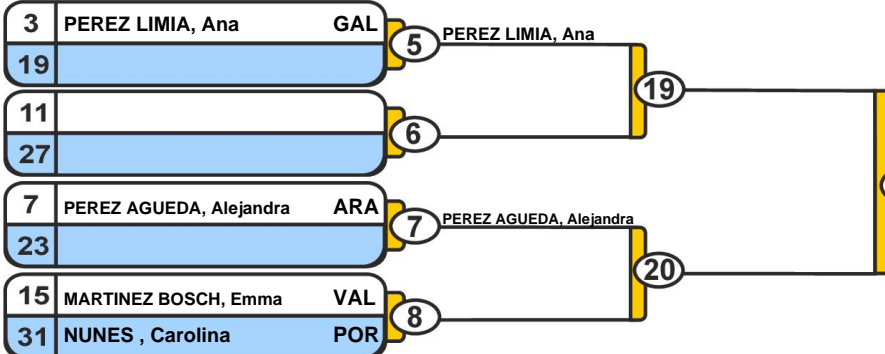 3 PEREZ LIMIA, Ana GAL
19
5 PEREZ LIMIA, Ana
19
11
27
6
7 PEREZ AGUEDA, Alejandra ARA
23
7 PEREZ AGUEDA, Alejandra
20
15 MARTINEZ BOSCH, Emma VAL
31 NUNES , Carolina POR
8